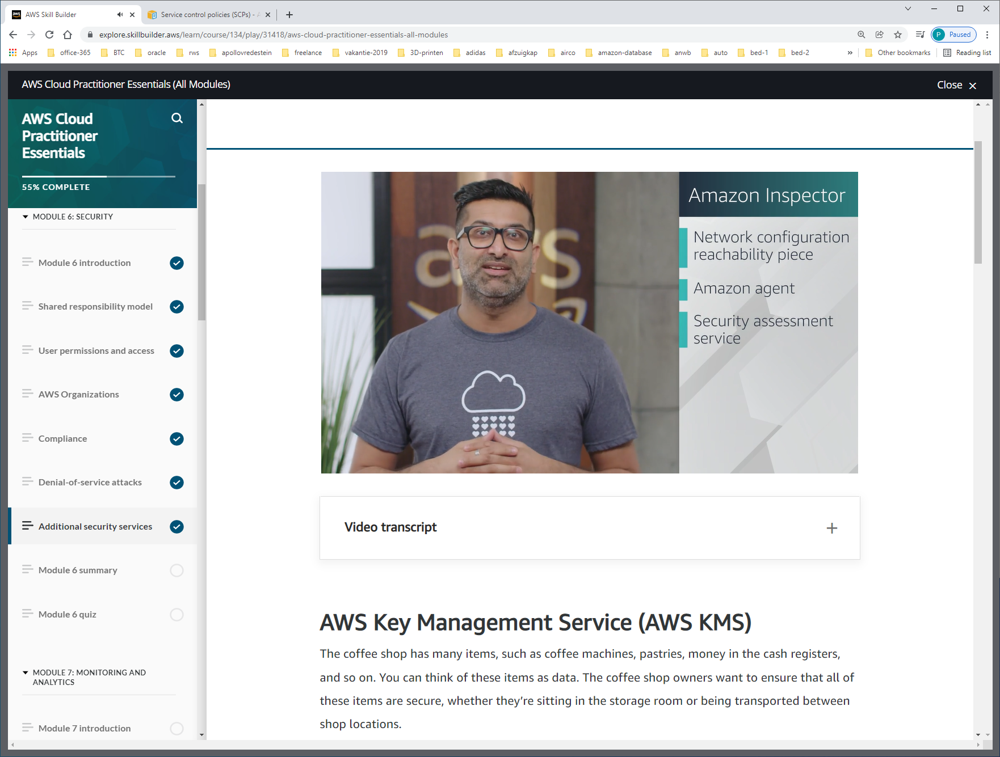 AWS Skill Builder
Service control policies (SCPs) - A
explore.skillbuilder.aws/learn/course/134/play/31418/aws-cloud-practitioner-essentials-all-modules
P Paused
Apps office-365 BTC oracle rws apollovredestein freelance vakantie-2019 3D-printen adidas afzuigkap airco amazon-database anwb auto bed-1 bed-2 » Other bookmarks Reading list
AWS Cloud Practitioner Essentials (All Modules)
Close
AWS Cloud
Practitioner
Essentials
55% COMPLETE
MODULE 6: SECURITY
Module 6 introduction
Shared responsibility model
User permissions and access
AWS Organizations
Compliance
Denial-of-service attacks
Additional security services
Module 6 summary
Module 6 quiz
MODULE 7: MONITORING AND
ANALYTICS
Module 7 introduction
aws
Amazon Inspector
Network configuration
reachability piece
Amazon agent
Security assessment
service
Video transcript
AWS Key Management Service (AWS KMS)
The coffee shop has many items, such as coffee machines, pastries, money in the cash registers,
and so on. You can think of these items as data. The coffee shop owners want to ensure that all of
these items are secure, whether they’re sitting in the storage room or being transported between
shop locations.